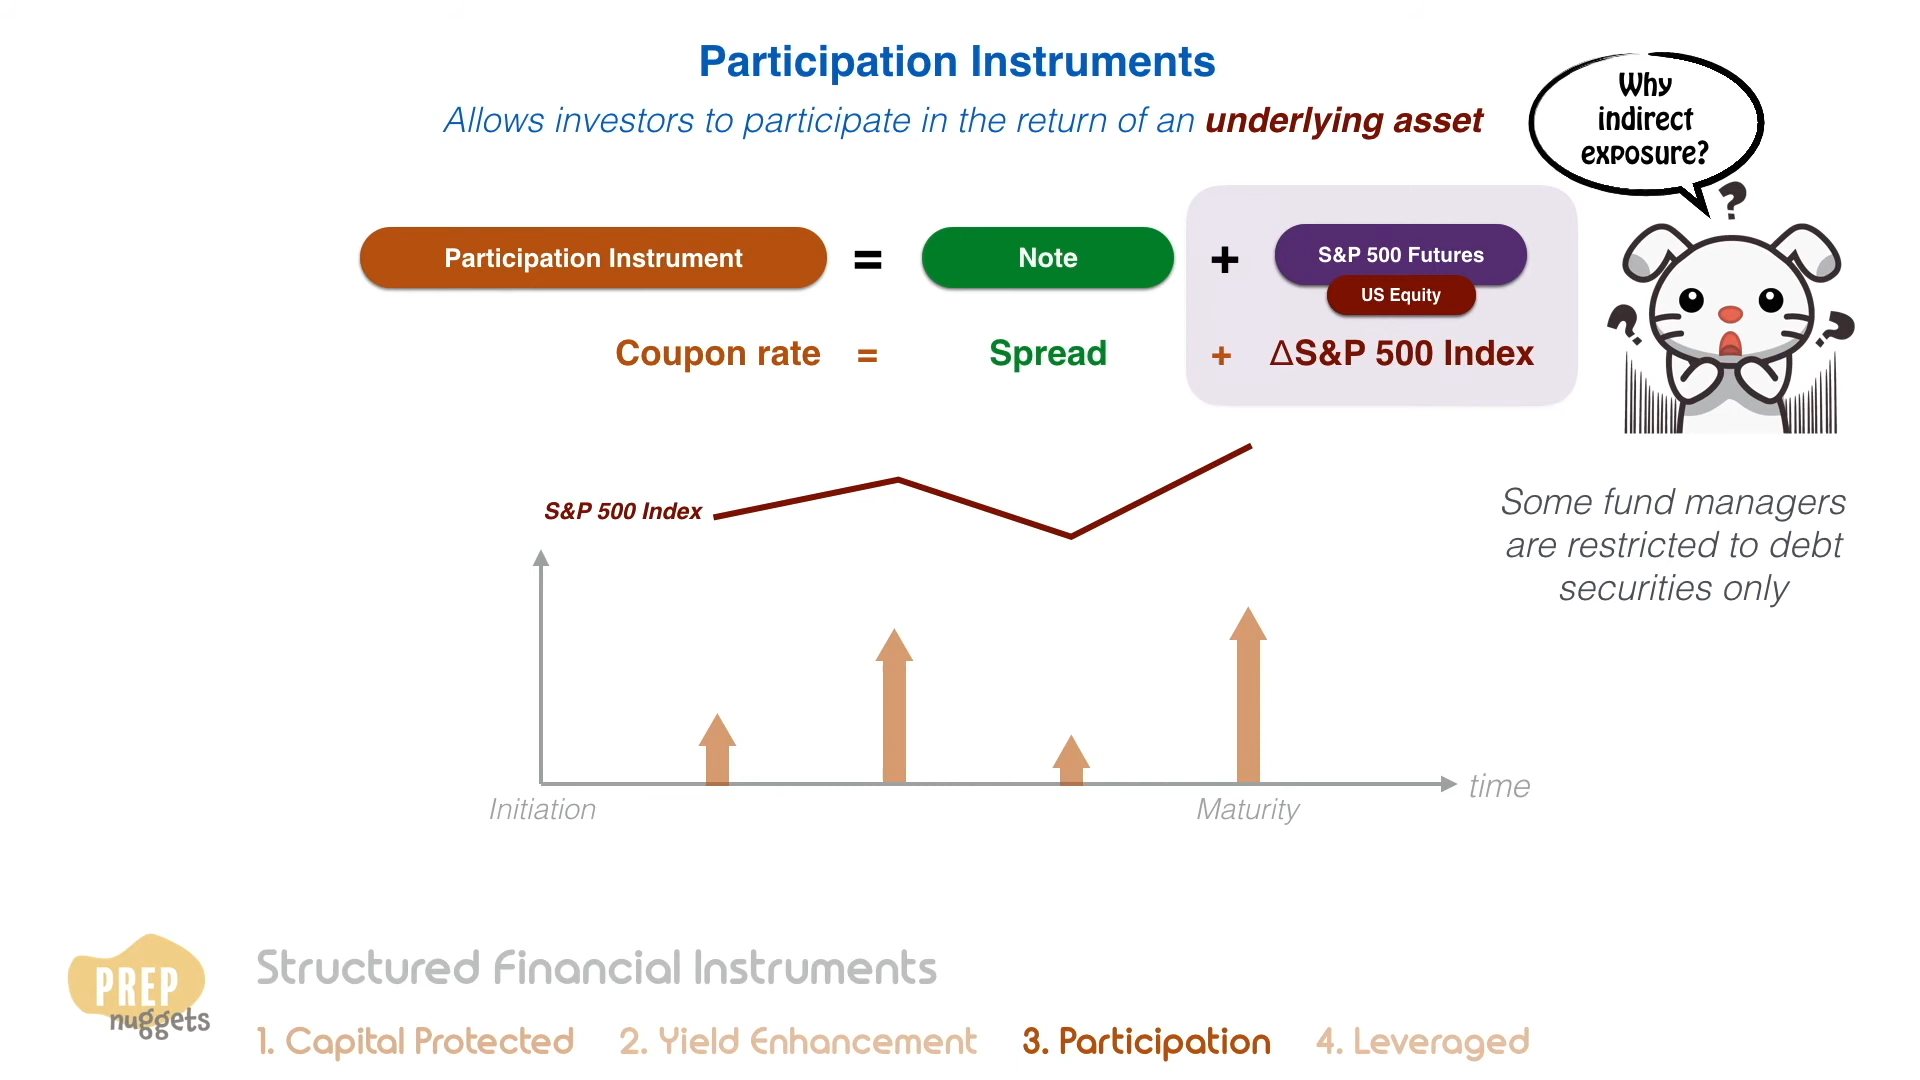 Participation Instruments
Allows investors to participate in the return of an underlying asset
Why
indirect
exposure?
?
? ?
Participation Instrument = Note + S&P 500 Futures
US Equity
Coupon rate = Spread + ΔS&P 500 Index
S&P 500 Index
Some fund managers
are restricted to debt
securities only
time
Initiation Maturity
PREP
nuggets
Structured Financial Instruments
1. Capital Protected 2. Yield Enhancement 3. Participation 4. Leveraged